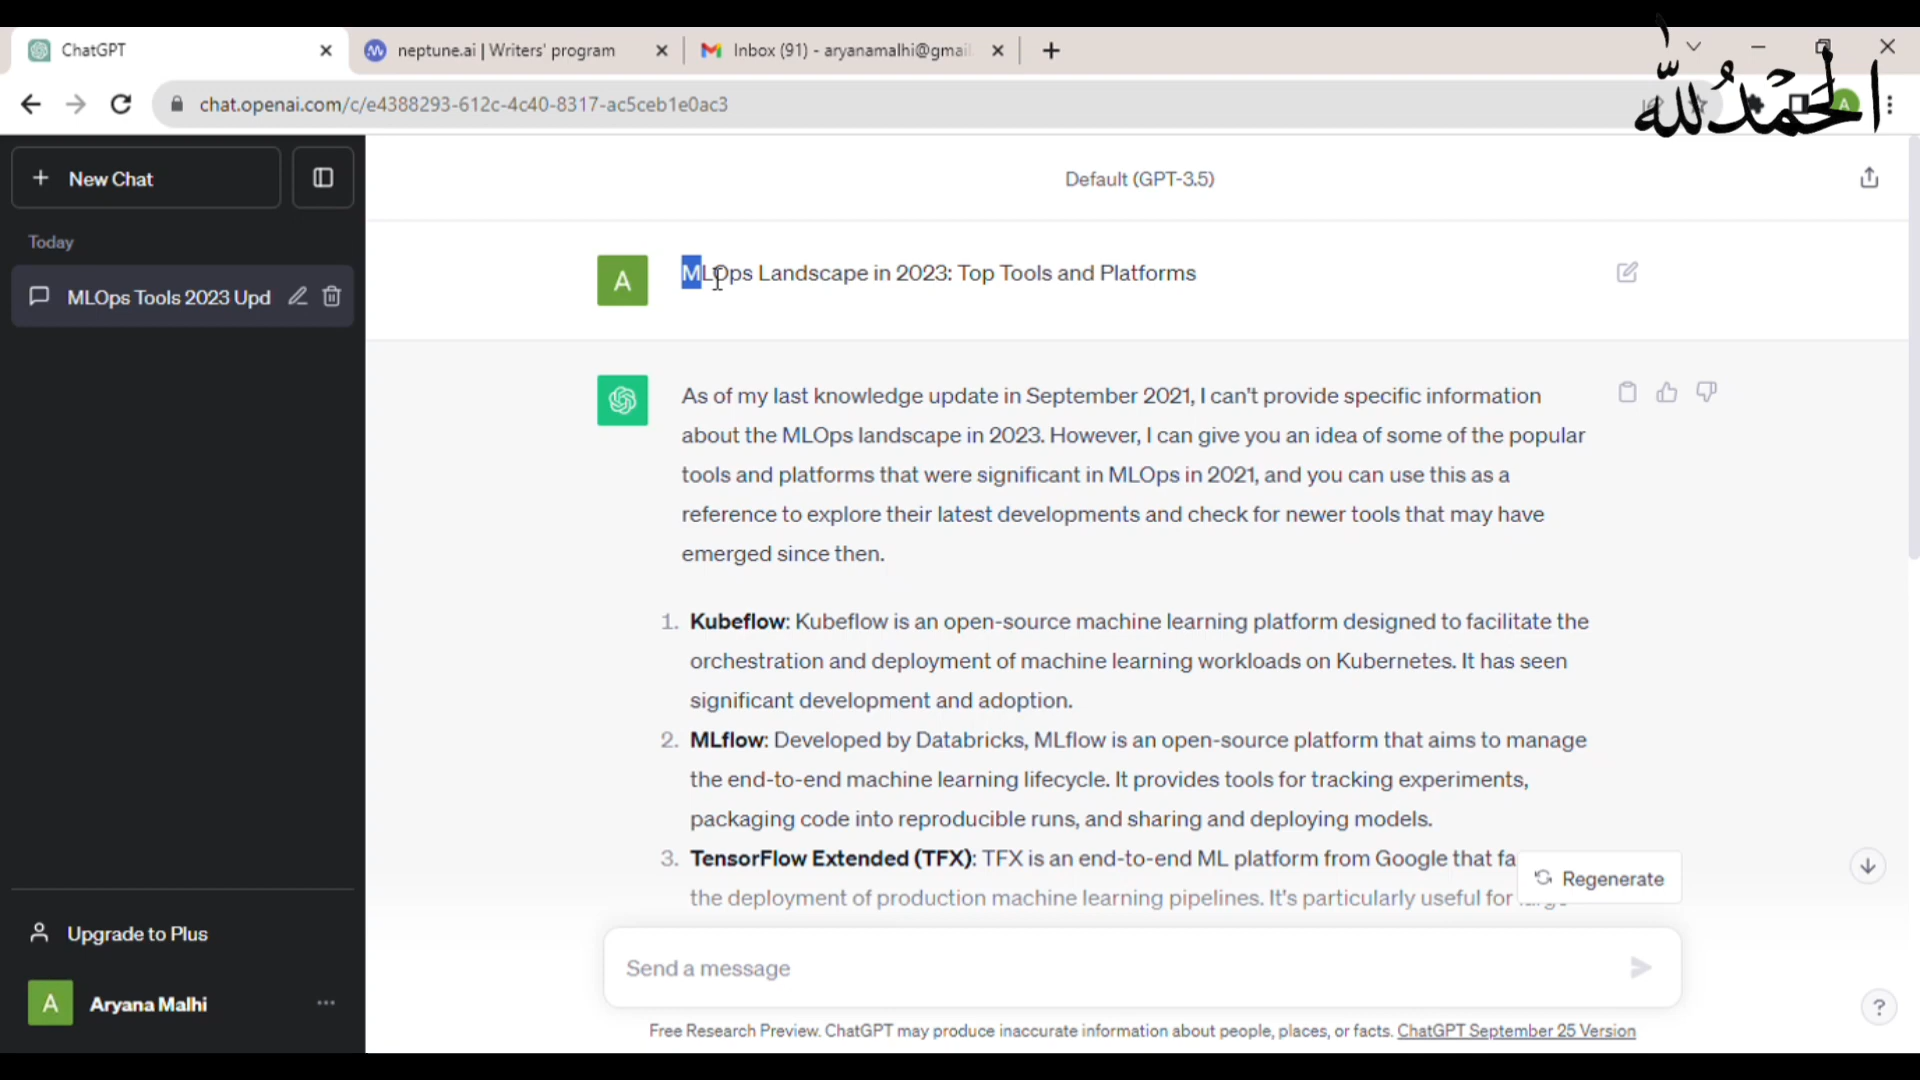 ChatGPT
neptune.ai | Writers' program
Inbox (91) - aryanamalhi@gmail.
chat.openai.com/c/e4388293-612c-4c40-8317-ac5ceb1e0ac3
A
الْحَمْدُ لِلّٰه
New Chat
Default (GPT-3.5)
Today
MLOps Tools 2023 Upd
A
MLOps Landscape in 2023: Top Tools and Platforms
As of my last knowledge update in September 2021, I can't provide specific information
about the MLOps landscape in 2023. However, I can give you an idea of some of the popular
tools and platforms that were significant in MLOps in 2021, and you can use this as a
reference to explore their latest developments and check for newer tools that may have
emerged since then.
1. Kubeflow: Kubeflow is an open-source machine learning platform designed to facilitate the
orchestration and deployment of machine learning workloads on Kubernetes. It has seen
significant development and adoption.
2. MLflow: Developed by Databricks, MLflow is an open-source platform that aims to manage
the end-to-end machine learning lifecycle. It provides tools for tracking experiments,
packaging code into reproducible runs, and sharing and deploying models.
3. TensorFlow Extended (TFX): TFX is an end-to-end ML platform from Google that fa
the deployment of production machine learning pipelines. It's particularly useful for large
Regenerate
Upgrade to Plus
Send a message
A
Aryana Malhi
?
Free Research Preview. ChatGPT may produce inaccurate information about people, places, or facts. ChatGPT September 25 Version